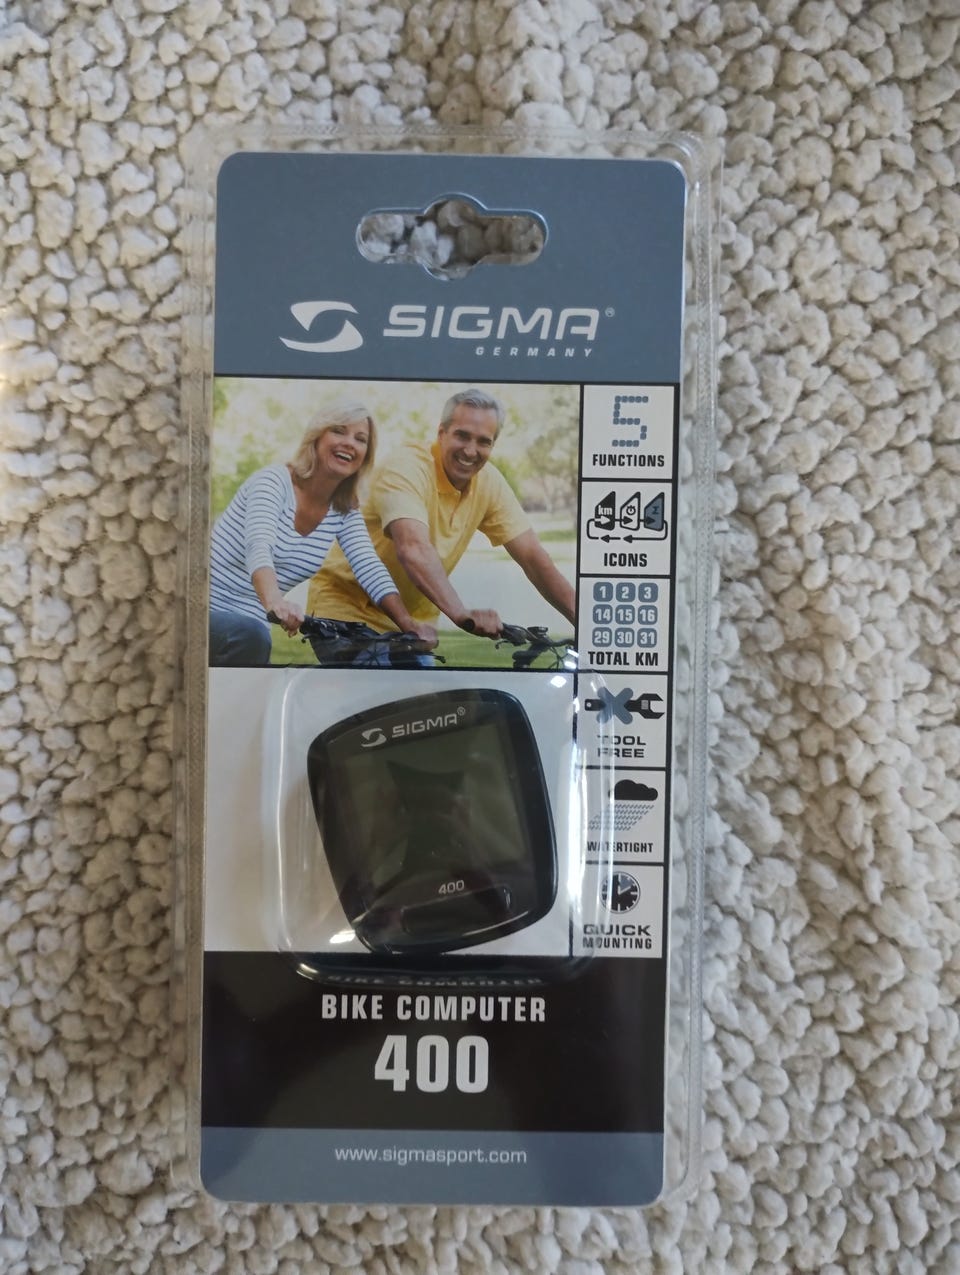 SIGMA®
GERMANY
5
FUNCTIONS
km
Σ
ICONS
1 2 3
14 15 16
29 30 31
TOTAL KM
TOOL
FREE
WATERTIGHT
QUICK
MOUNTING
SIGMA®
400
BIKE COMPUTER
400
www.sigmasport.com